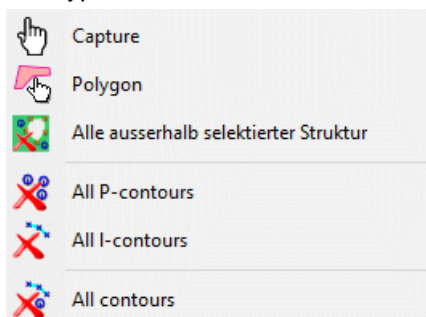 Capture
Polygon
Alle ausserhalb selektierter Struktur
All P-contours
All I-contours
All contours